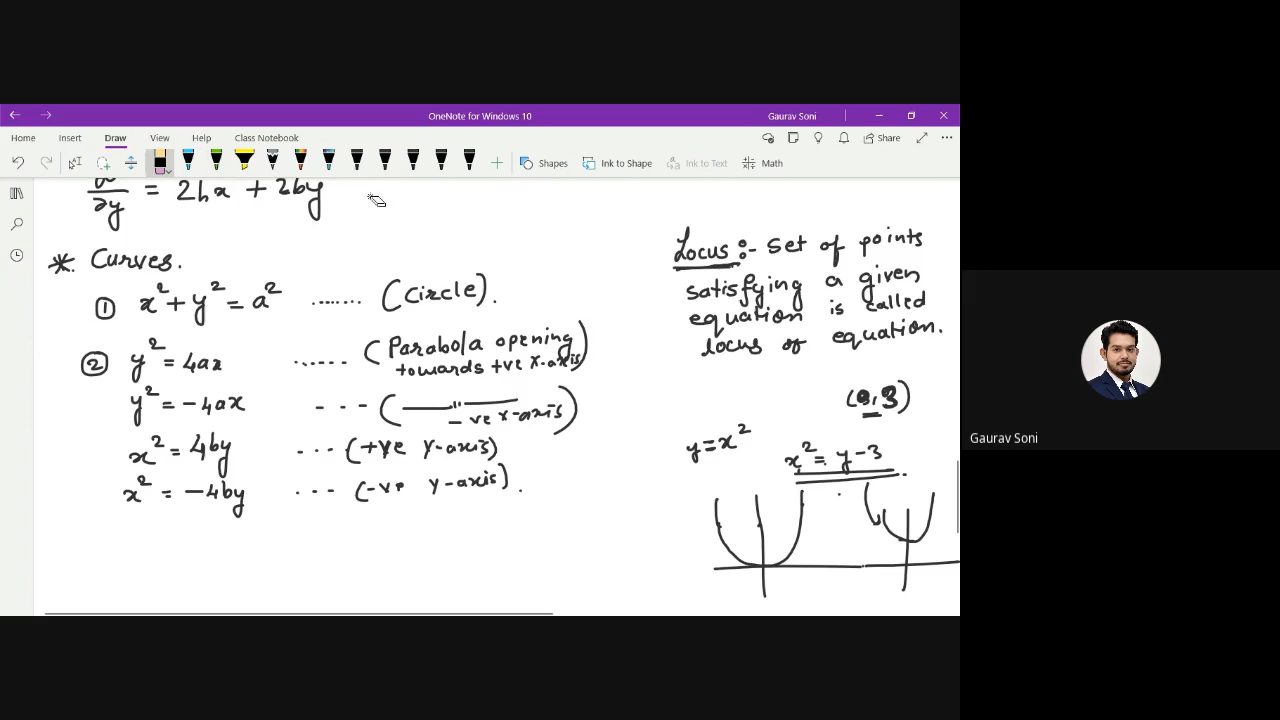 OneNote for Windows 10
Gaurav Soni
Home Insert Draw View Help Class Notebook
Share
Shapes Ink to Shape Ink to Text Math
∂y = 2hx + 2by
* Curves.
① x² + y² = a² ....... (Circle).
② y² = 4ax ...... (Parabola opening
towards +ve x-axis)
y² = -4ax - - - ( —— " ——
-ve x-axis)
x² = 4by - - - (+ve y-axis)
x² = -4by - - - (-ve y-axis).
Locus :- Set of points
satisfying a given
equation is called
locus of equation.
y = x²
x² = y - 3
Gaurav Soni